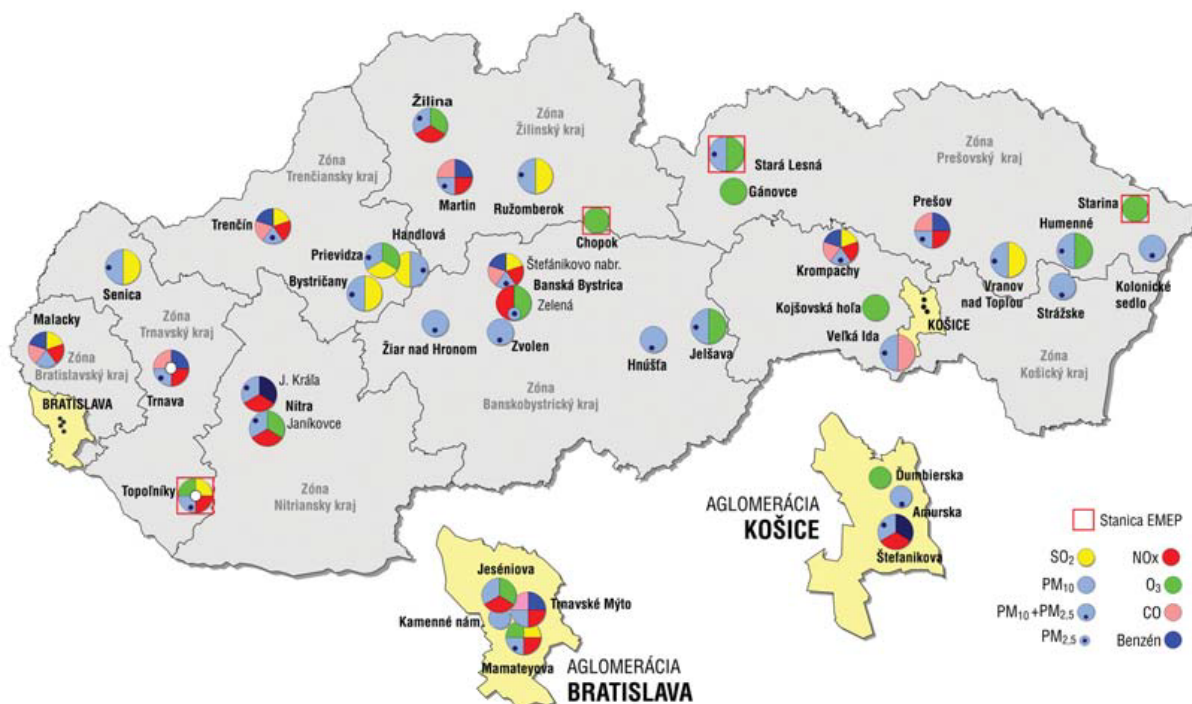 Žilina
Zóna
Žilinský kraj
Zóna
Trenčiansky kraj
Martin
Ružomberok
Trenčín
Handlová
Prievidza
Bystričany
Chopok
Stará Lesná
Gánovce
Zóna
Prešovský kraj
Starina
Prešov
Humenné
Krompachy
Vranov
nad Topľou
Kolonické
sedlo
Strážske
Kojšovská hoľa
KOŠICE
Veľká Ida
Zóna
Košický kraj
Senica
Malacky
Zóna
Bratislavský kraj
Zóna
Trnavský kraj
Trnava
BRATISLAVA
Štefánikovo nabr.
Banská Bystrica
Zelená
Žiar nad Hronom
Zvolen
Hnúšťa
Jelšava
Zóna
Banskobystrický kraj
J. Kráľa
Nitra
Janíkovce
Zóna
Nitriansky kraj
Topoľníky
Jeséniova
Trnavské Mýto
Kamenné nám.
Mamateyova
AGLOMERÁCIA
BRATISLAVA
AGLOMERÁCIA
KOŠICE
Ďumbierska
Amurska
Štefanikova
Stanica EMEP
SO2
NOx
PM10
O3
PM10+PM2,5
CO
PM2,5
Benzén